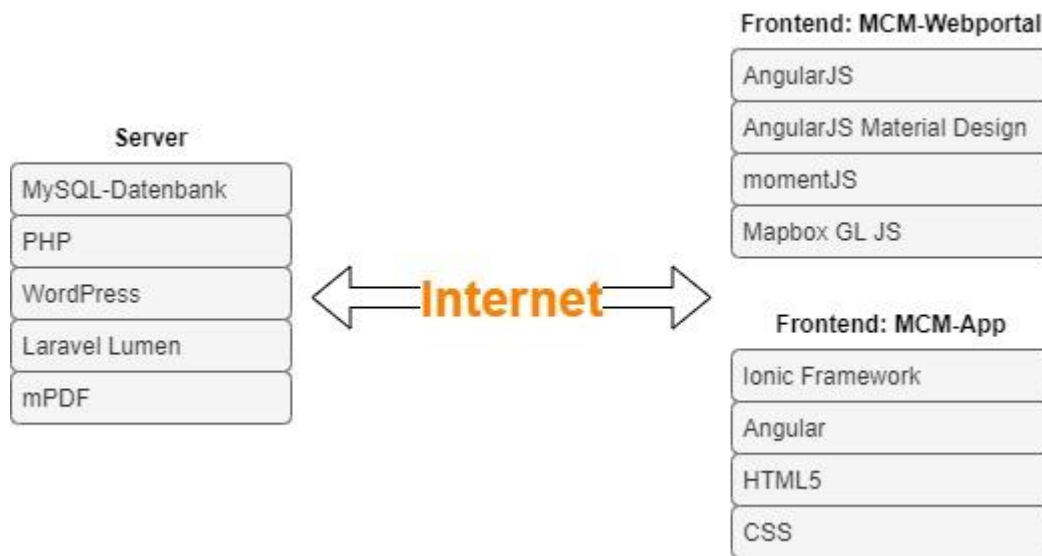 Server
MySQL-Datenbank
PHP
WordPress
Laravel Lumen
mPDF
Internet
Frontend: MCM-Webportal
AngularJS
AngularJS Material Design
momentJS
Mapbox GL JS
Frontend: MCM-App
Ionic Framework
Angular
HTML5
CSS